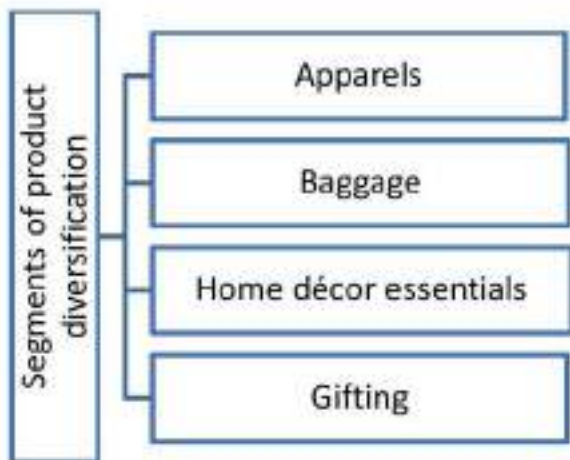 Segments of product
diversification
Apparels
Baggage
Home décor essentials
Gifting